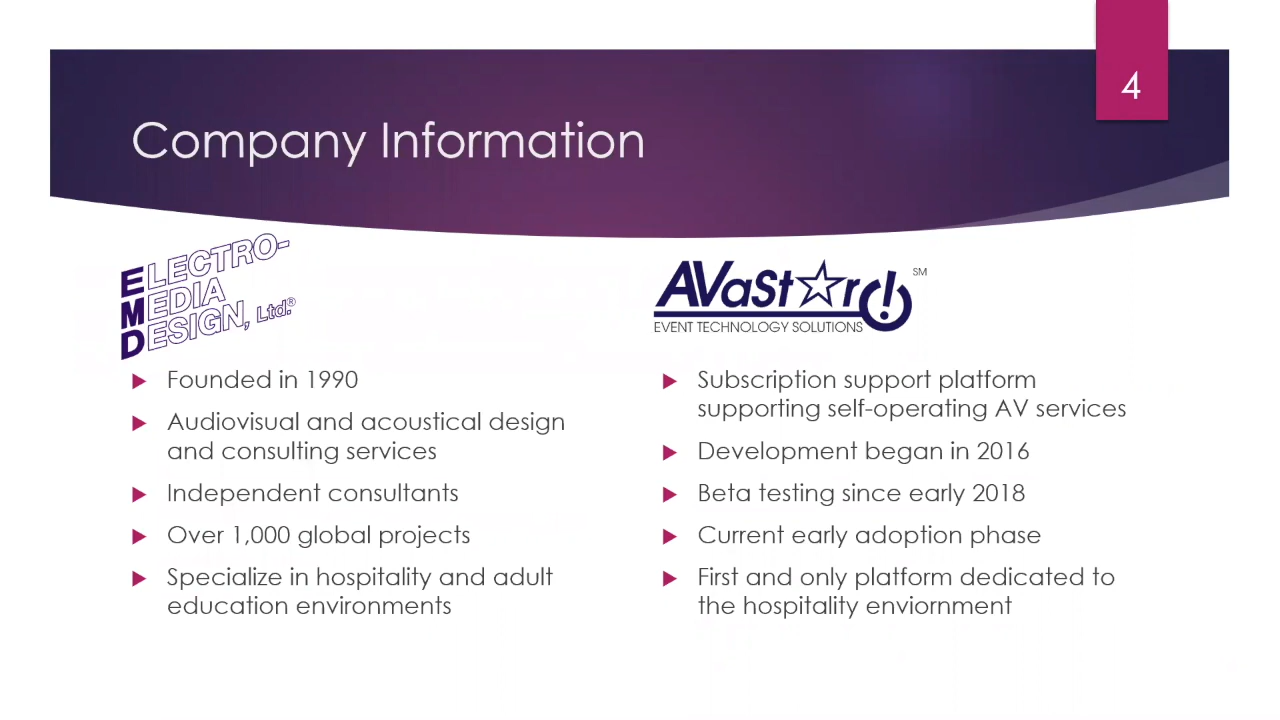 4
Company Information
ELECTRO-
MEDIA
DESIGN, Ltd.®
Founded in 1990
Audiovisual and acoustical design
and consulting services
Independent consultants
Over 1,000 global projects
Specialize in hospitality and adult
education environments
AVaSt☆r! SM
EVENT TECHNOLOGY SOLUTIONS
Subscription support platform
supporting self-operating AV services
Development began in 2016
Beta testing since early 2018
Current early adoption phase
First and only platform dedicated to
the hospitality enviornment